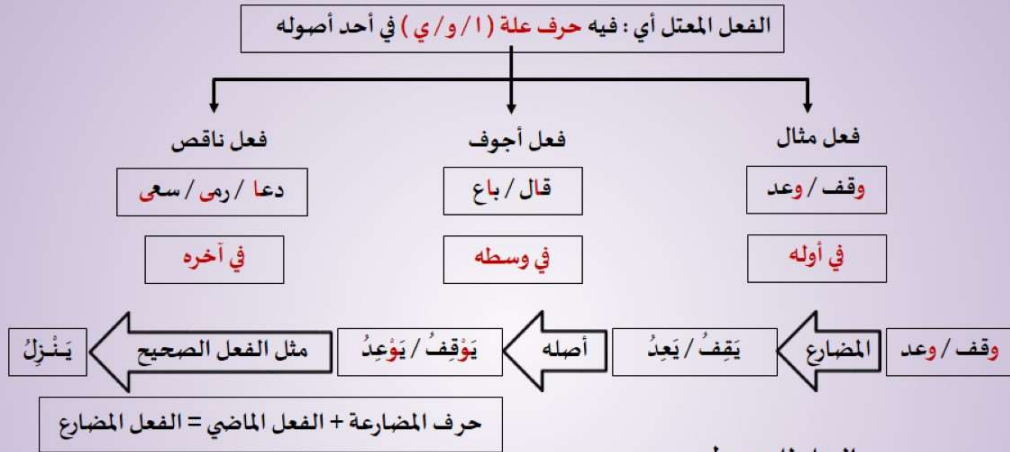 الفعل المعتل أي : فيه حرف علة ( ا / و / ي ) في أحد أصوله
فعل مثال
فعل أجوف
فعل ناقص
وقف / وعد
قال / باع
دعا / رمى / سعى
في أوله
في وسطه
في آخره
وقف / وعد
المضارع
يَقِفُ / يَعِدُ
أصله
يَوْقِفُ / يَوْعِدُ
مثل الفعل الصحيح
يَـنْـزِلُ
حرف المضارعة + الفعل الماضي = الفعل المضارع